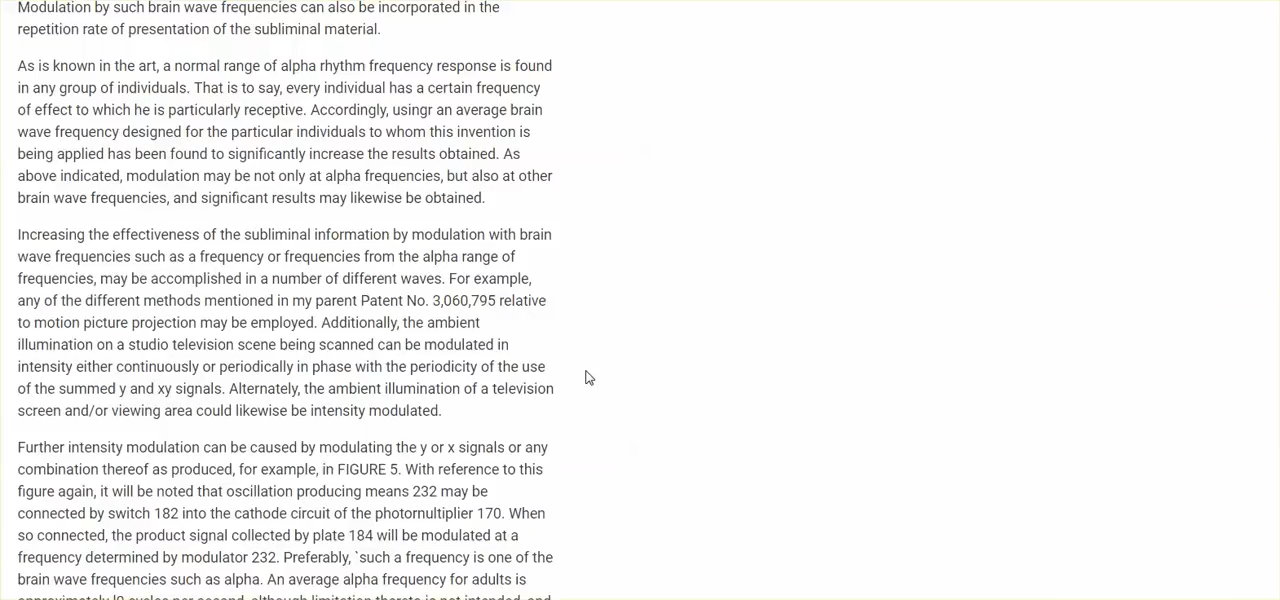 Modulation by such brain wave frequencies can also be incorporated in the
repetition rate of presentation of the subliminal material.
As is known in the art, a normal range of alpha rhythm frequency response is found
in any group of individuals. That is to say, every individual has a certain frequency
of effect to which he is particularly receptive. Accordingly, usingr an average brain
wave frequency designed for the particular individuals to whom this invention is
being applied has been found to significantly increase the results obtained. As
above indicated, modulation may be not only at alpha frequencies, but also at other
brain wave frequencies, and significant results may likewise be obtained.
Increasing the effectiveness of the subliminal information by modulation with brain
wave frequencies such as a frequency or frequencies from the alpha range of
frequencies, may be accomplished in a number of different waves. For example,
any of the different methods mentioned in my parent Patent No. 3,060,795 relative
to motion picture projection may be employed. Additionally, the ambient
illumination on a studio television scene being scanned can be modulated in
intensity either continuously or periodically in phase with the periodicity of the use
of the summed y and xy signals. Alternately, the ambient illumination of a television
screen and/or viewing area could likewise be intensity modulated.
Further intensity modulation can be caused by modulating the y or x signals or any
combination thereof as produced, for example, in FIGURE 5. With reference to this
figure again, it will be noted that oscillation producing means 232 may be
connected by switch 182 into the cathode circuit of the photornultiplier 170. When
so connected, the product signal collected by plate 184 will be modulated at a
frequency determined by modulator 232. Preferably, `such a frequency is one of the
brain wave frequencies such as alpha. An average alpha frequency for adults is
approximately l0 cycles per second, although limitation thereto is not intended, and